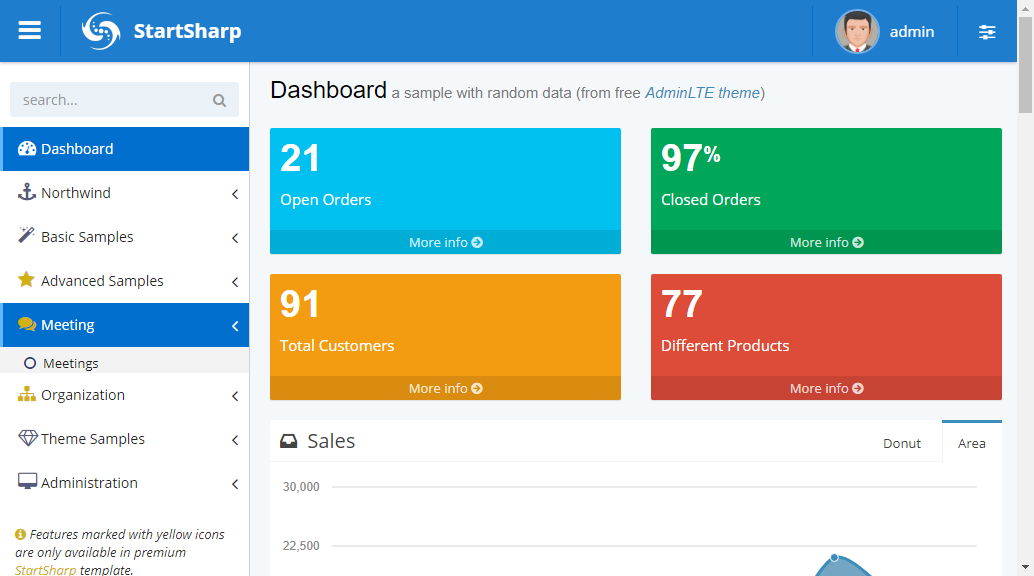 StartSharp
admin
search...
Dashboard
Northwind
Basic Samples
Advanced Samples
Meeting
Meetings
Organization
Theme Samples
Administration
Features marked with yellow icons
are only available in premium
StartSharp template.
Dashboard a sample with random data (from free AdminLTE theme)
21
Open Orders
More info
97%
Closed Orders
More info
91
Total Customers
More info
77
Different Products
More info
Sales
Donut
Area
30,000
22,500